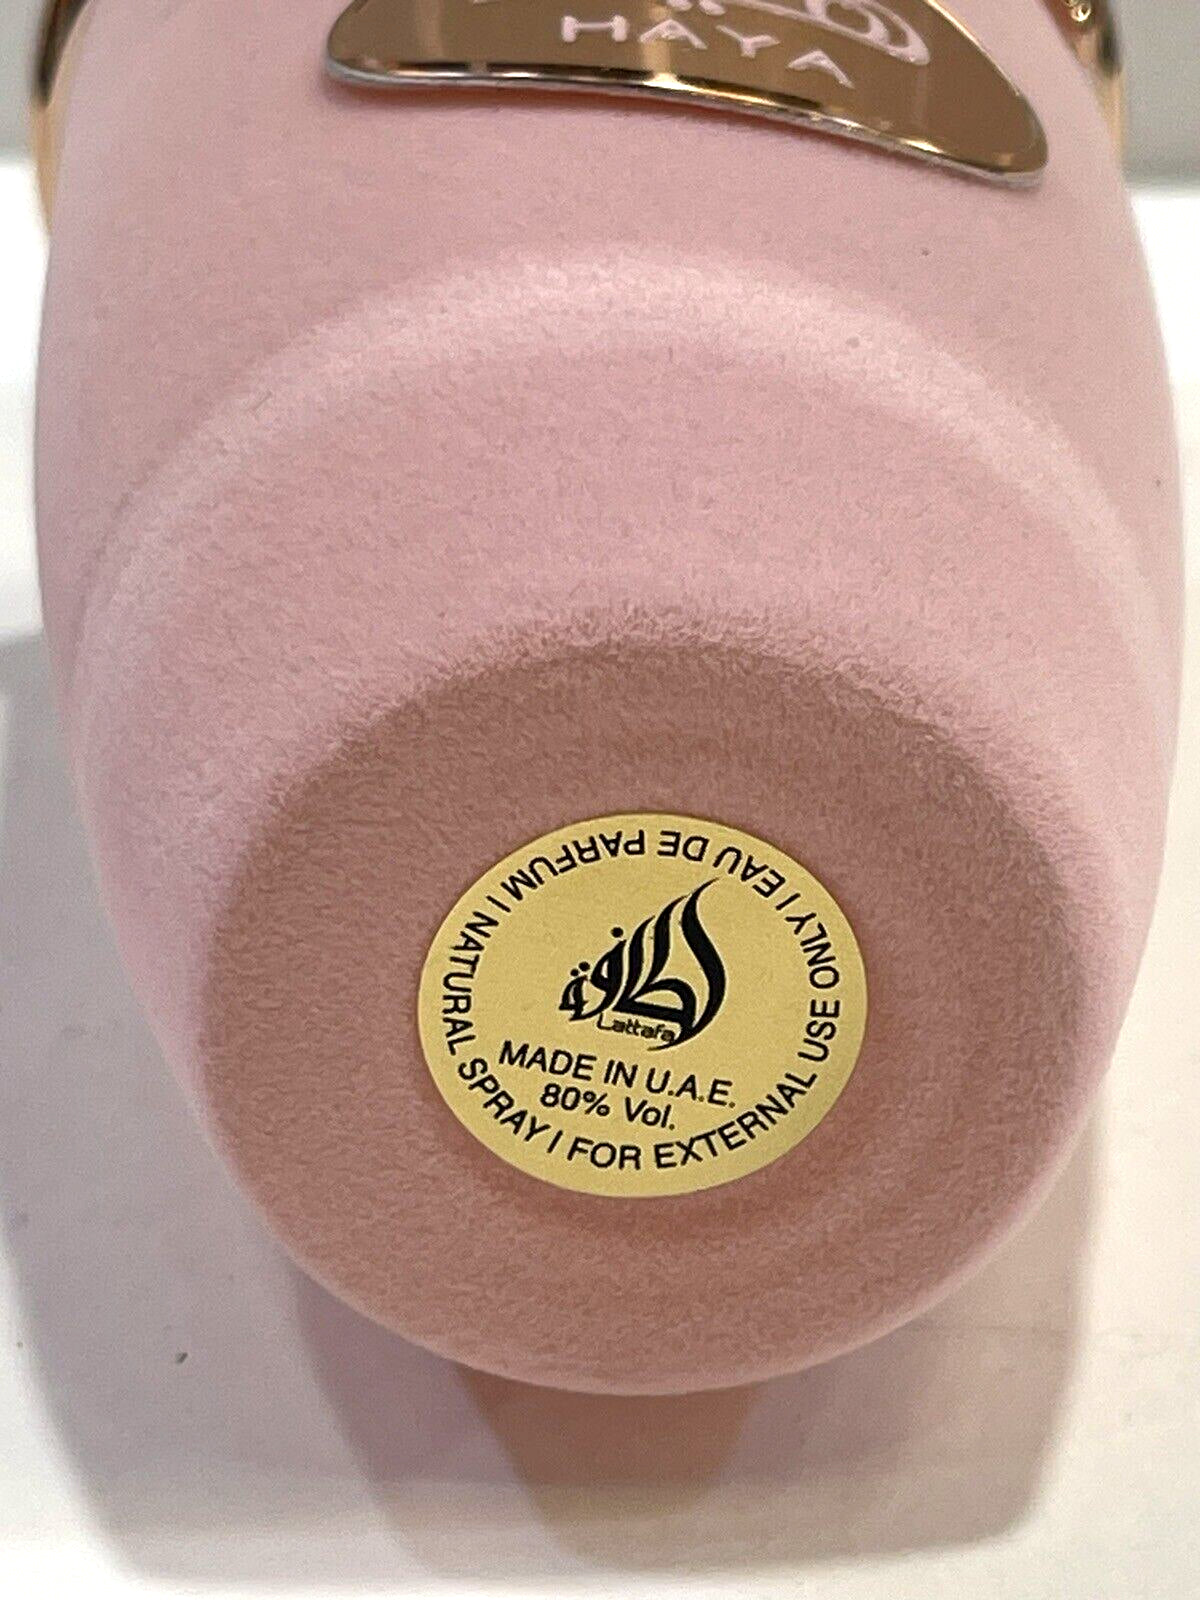 HAYA
لطافة
Lattafa
MADE IN U.A.E.
80% Vol.
EAU DE PARFUM | NATURAL SPRAY | FOR EXTERNAL USE ONLY |